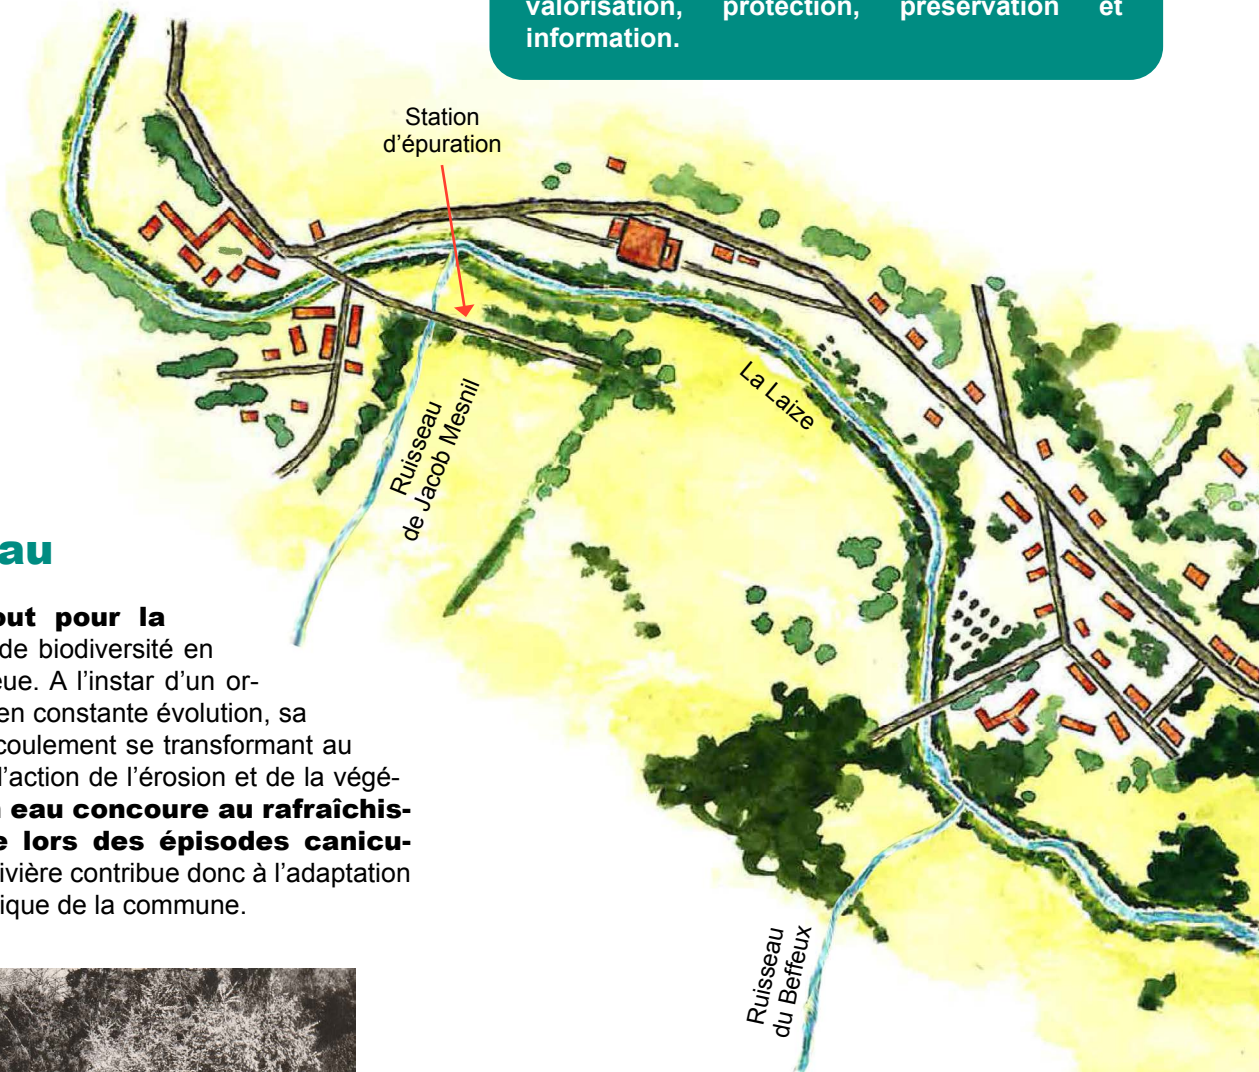 valorisation, protection, préservation et
information.
Station
d’épuration
La Laize
Ruisseau
de Jacob Mesnil
au
out pour la
de biodiversité en
eue. A l’instar d’un or-
en constante évolution, sa
coulement se transformant au
l’action de l’érosion et de la végé-
eau concoure au rafraîchis-
e lors des épisodes canicu-
ivière contribue donc à l’adaptation
ique de la commune.
Ruisseau
du Beffeux